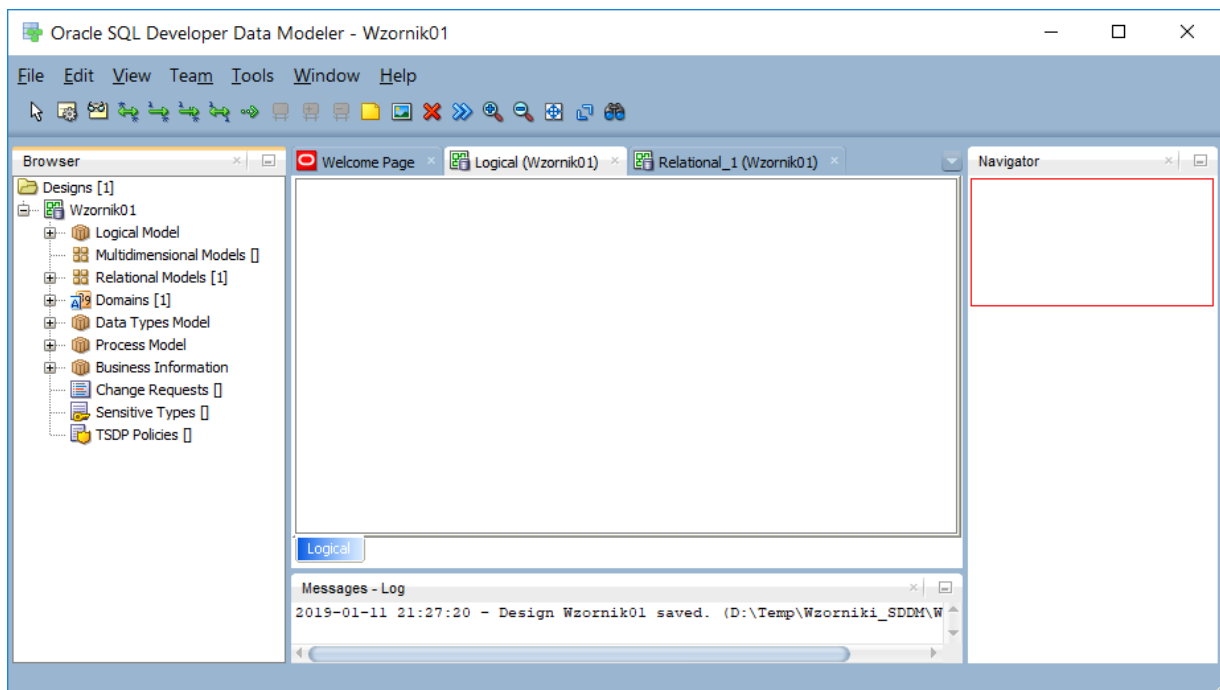 Oracle SQL Developer Data Modeler - Wzornik01
File Edit View Team Tools Window Help
Browser
Designs [1]
Wzornik01
Logical Model
Multidimensional Models []
Relational Models [1]
Domains [1]
Data Types Model
Process Model
Business Information
Change Requests []
Sensitive Types []
TSDP Policies []
Welcome Page
Logical (Wzornik01)
Relational_1 (Wzornik01)
Logical
Messages - Log
2019-01-11 21:27:20 - Design Wzornik01 saved. (D:\Temp\Wzorniki_SDDM\W
Navigator